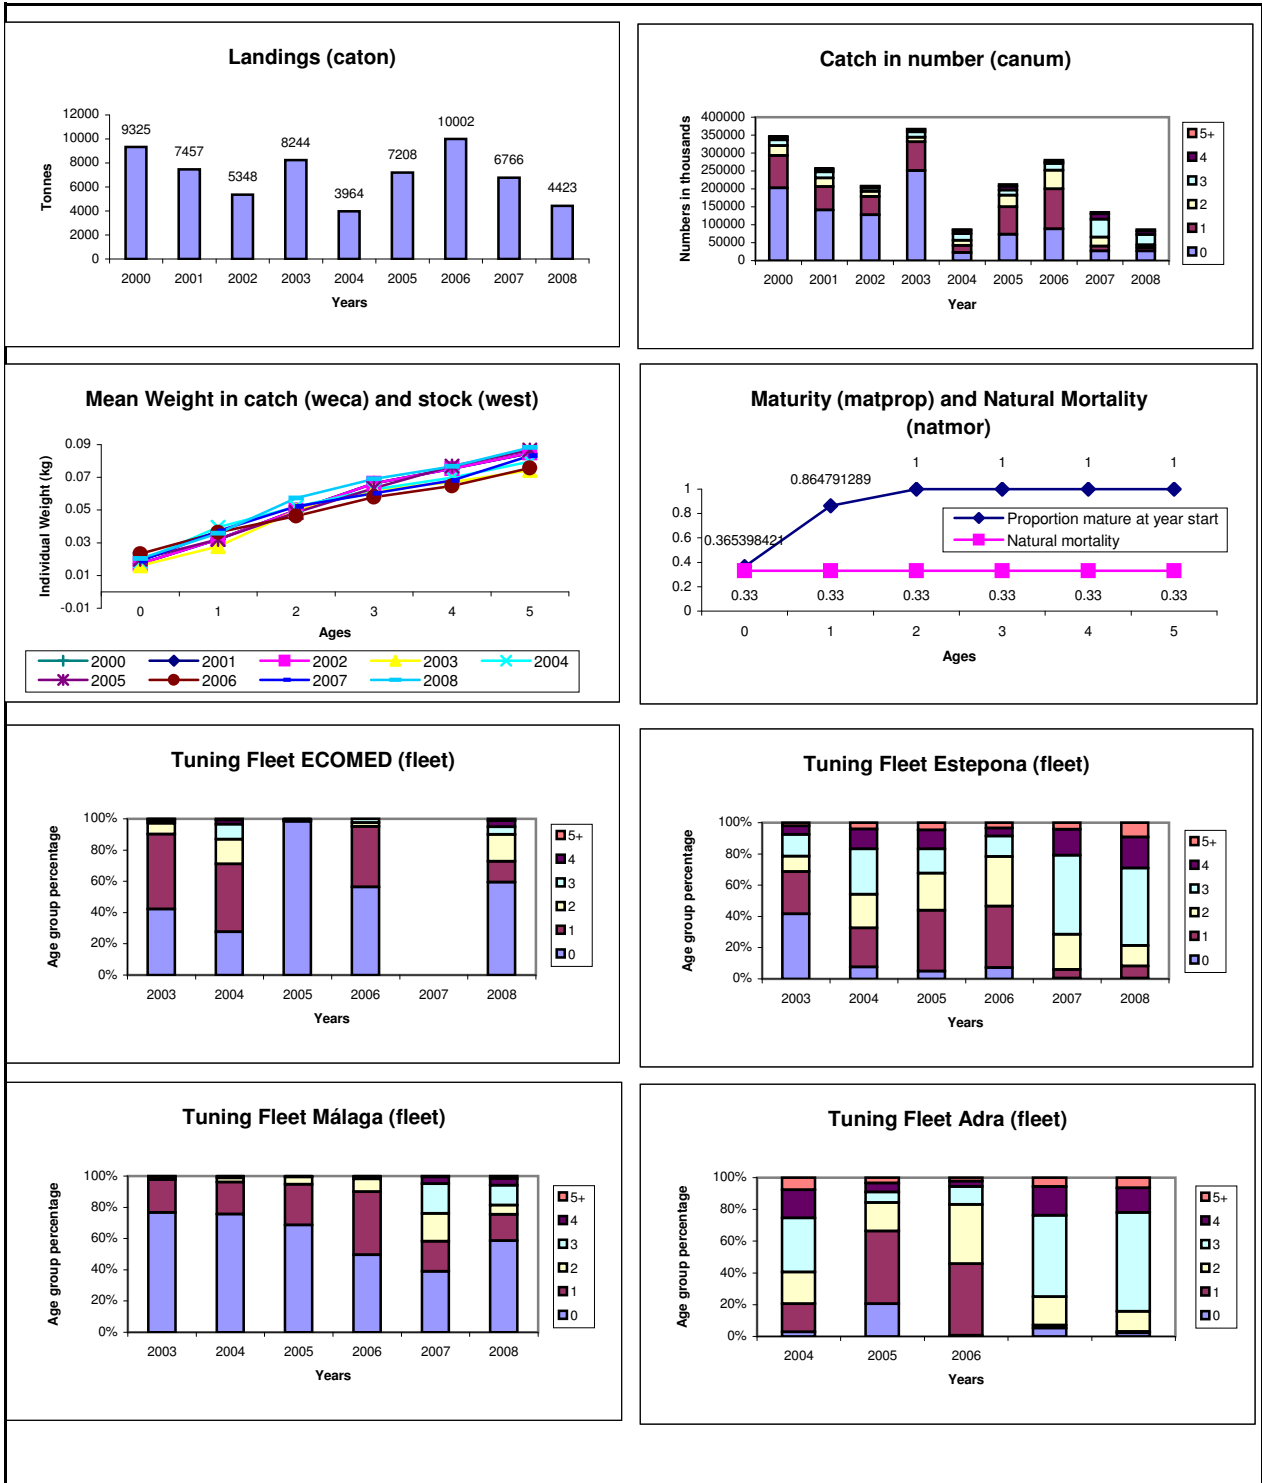 Landings (caton)
Tonnes
12000
10000
8000
6000
4000
2000
0
9325
7457
5348
8244
3964
7208
10002
6766
4423
2000 2001 2002 2003 2004 2005 2006 2007 2008
Years
Catch in number (canum)
Numbers in thousands
400000
350000
300000
250000
200000
150000
100000
50000
0
2000 2001 2002 2003 2004 2005 2006 2007 2008
Year
5+
4
3
2
1
0
Mean Weight in catch (weca) and stock (west)
Individual Weight (kg)
0.09
0.07
0.05
0.03
0.01
-0.01
0 1 2 3 4 5
Ages
2000 2001 2002 2003 2004
2005 2006 2007 2008
Maturity (matprop) and Natural Mortality
(natmor)
1
0.8
0.6
0.4
0.2
0
0.365398421
0.864791289
1 1 1 1
Proportion mature at year start
Natural mortality
0.33 0.33 0.33 0.33 0.33 0.33
0 1 2 3 4 5
Ages
Tuning Fleet ECOMED (fleet)
Age group percentage
100%
80%
60%
40%
20%
0%
2003 2004 2005 2006 2007 2008
Years
5+
4
3
2
1
0
Tuning Fleet Estepona (fleet)
Age group percentage
100%
80%
60%
40%
20%
0%
2003 2004 2005 2006 2007 2008
Years
5+
4
3
2
1
0
Tuning Fleet Málaga (fleet)
Age group percentage
100%
80%
60%
40%
20%
0%
2003 2004 2005 2006 2007 2008
Years
5+
4
3
2
1
0
Tuning Fleet Adra (fleet)
Age group percentage
100%
80%
60%
40%
20%
0%
2004 2005 2006
Years
5+
4
3
2
1
0